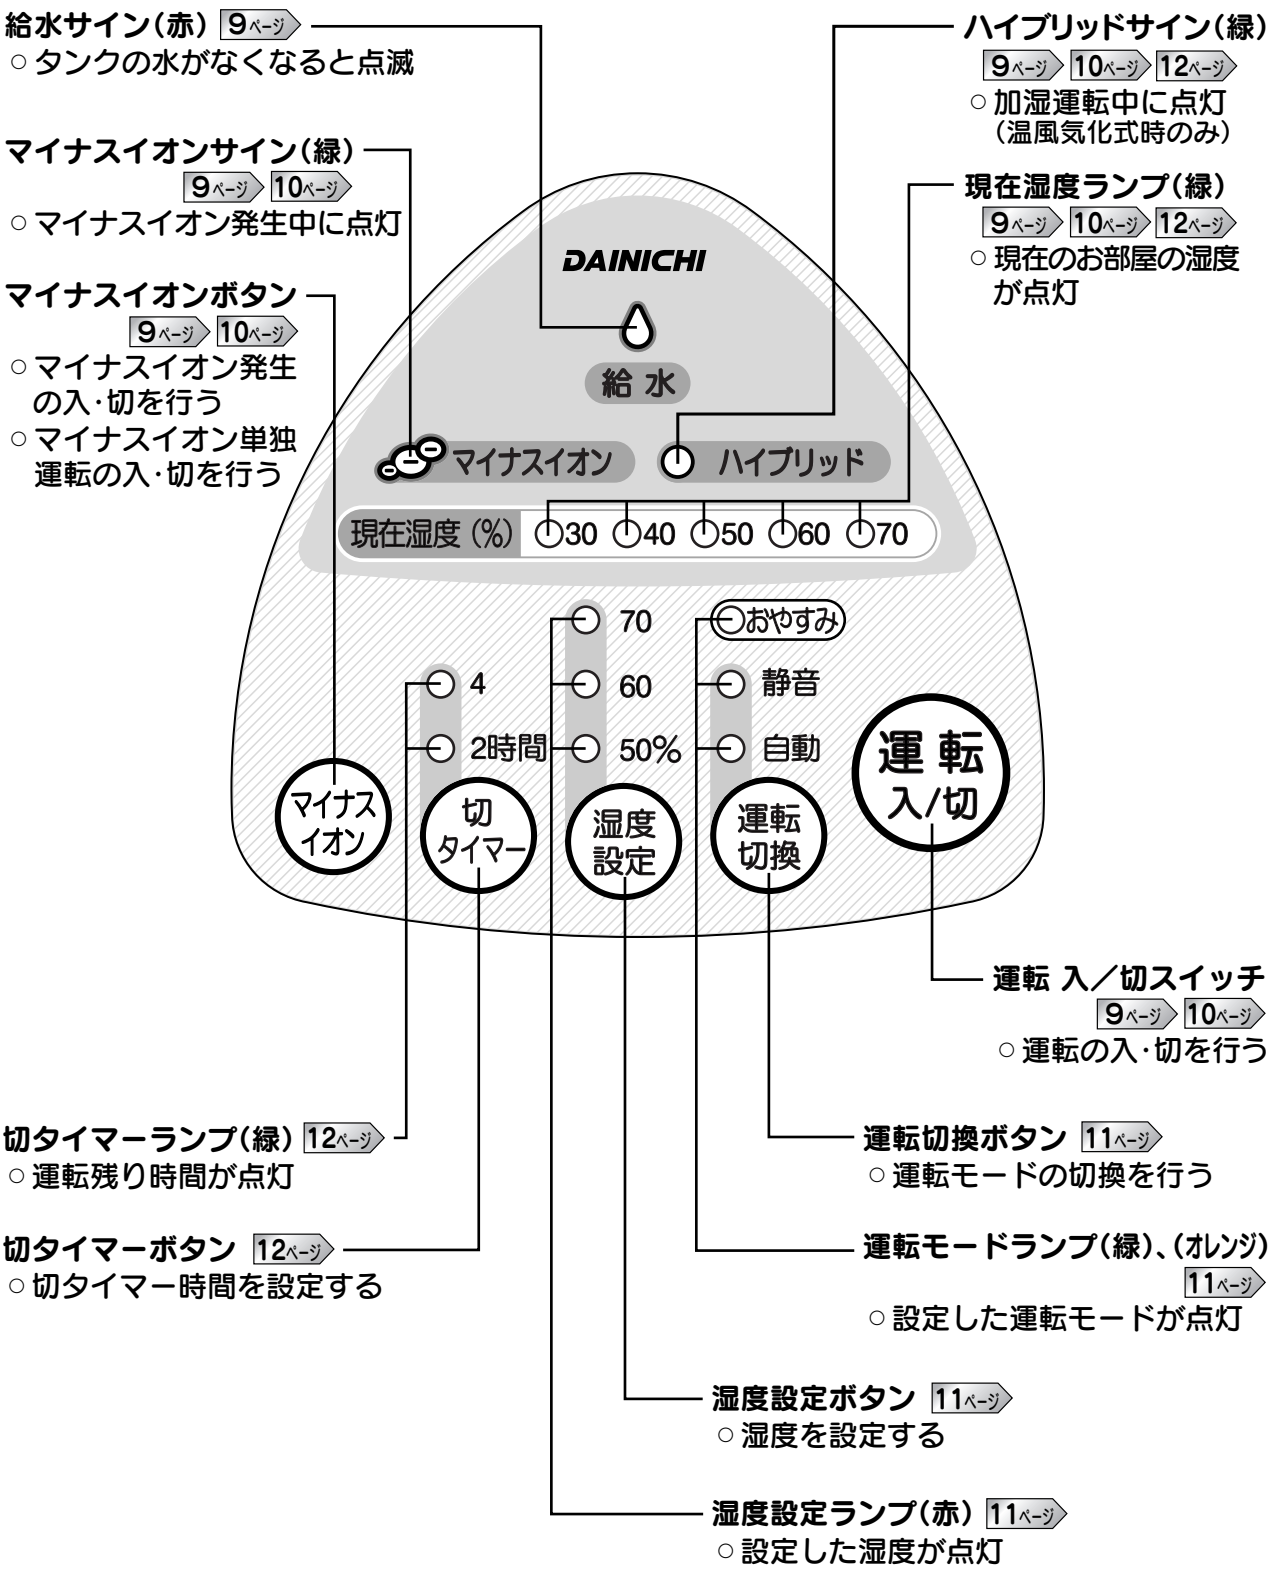 給水サイン(赤) 9ページ
○ タンクの水がなくなると点滅
マイナスイオンサイン(緑)
9ページ 10ページ
○ マイナスイオン発生中に点灯
マイナスイオンボタン
9ページ 10ページ
○ マイナスイオン発生
の入・切を行う
○ マイナスイオン単独
運転の入・切を行う
ハイブリッドサイン(緑)
9ページ 10ページ 12ページ
○ 加湿運転中に点灯
(温風気化式時のみ)
現在湿度ランプ(緑)
9ページ 10ページ 12ページ
○ 現在のお部屋の湿度
が点灯
DAINICHI
給 水
マイナスイオン ハイブリッド
現在湿度(%) 30 40 50 60 70
70 おやすみ
4 60 静音
2時間 50% 自動
マイナス
イオン
切
タイマー
湿度
設定
運転
切換
運 転
入/切
運転 入/切スイッチ
9ページ 10ページ
○ 運転の入・切を行う
切タイマーランプ(緑) 12ページ
○ 運転残り時間が点灯
運転切換ボタン 11ページ
○ 運転モードの切換を行う
切タイマーボタン 12ページ
○ 切タイマー時間を設定する
運転モードランプ(緑)、(オレンジ)
11ページ
○ 設定した運転モードが点灯
湿度設定ボタン 11ページ
○ 湿度を設定する
湿度設定ランプ(赤) 11ページ
○ 設定した湿度が点灯